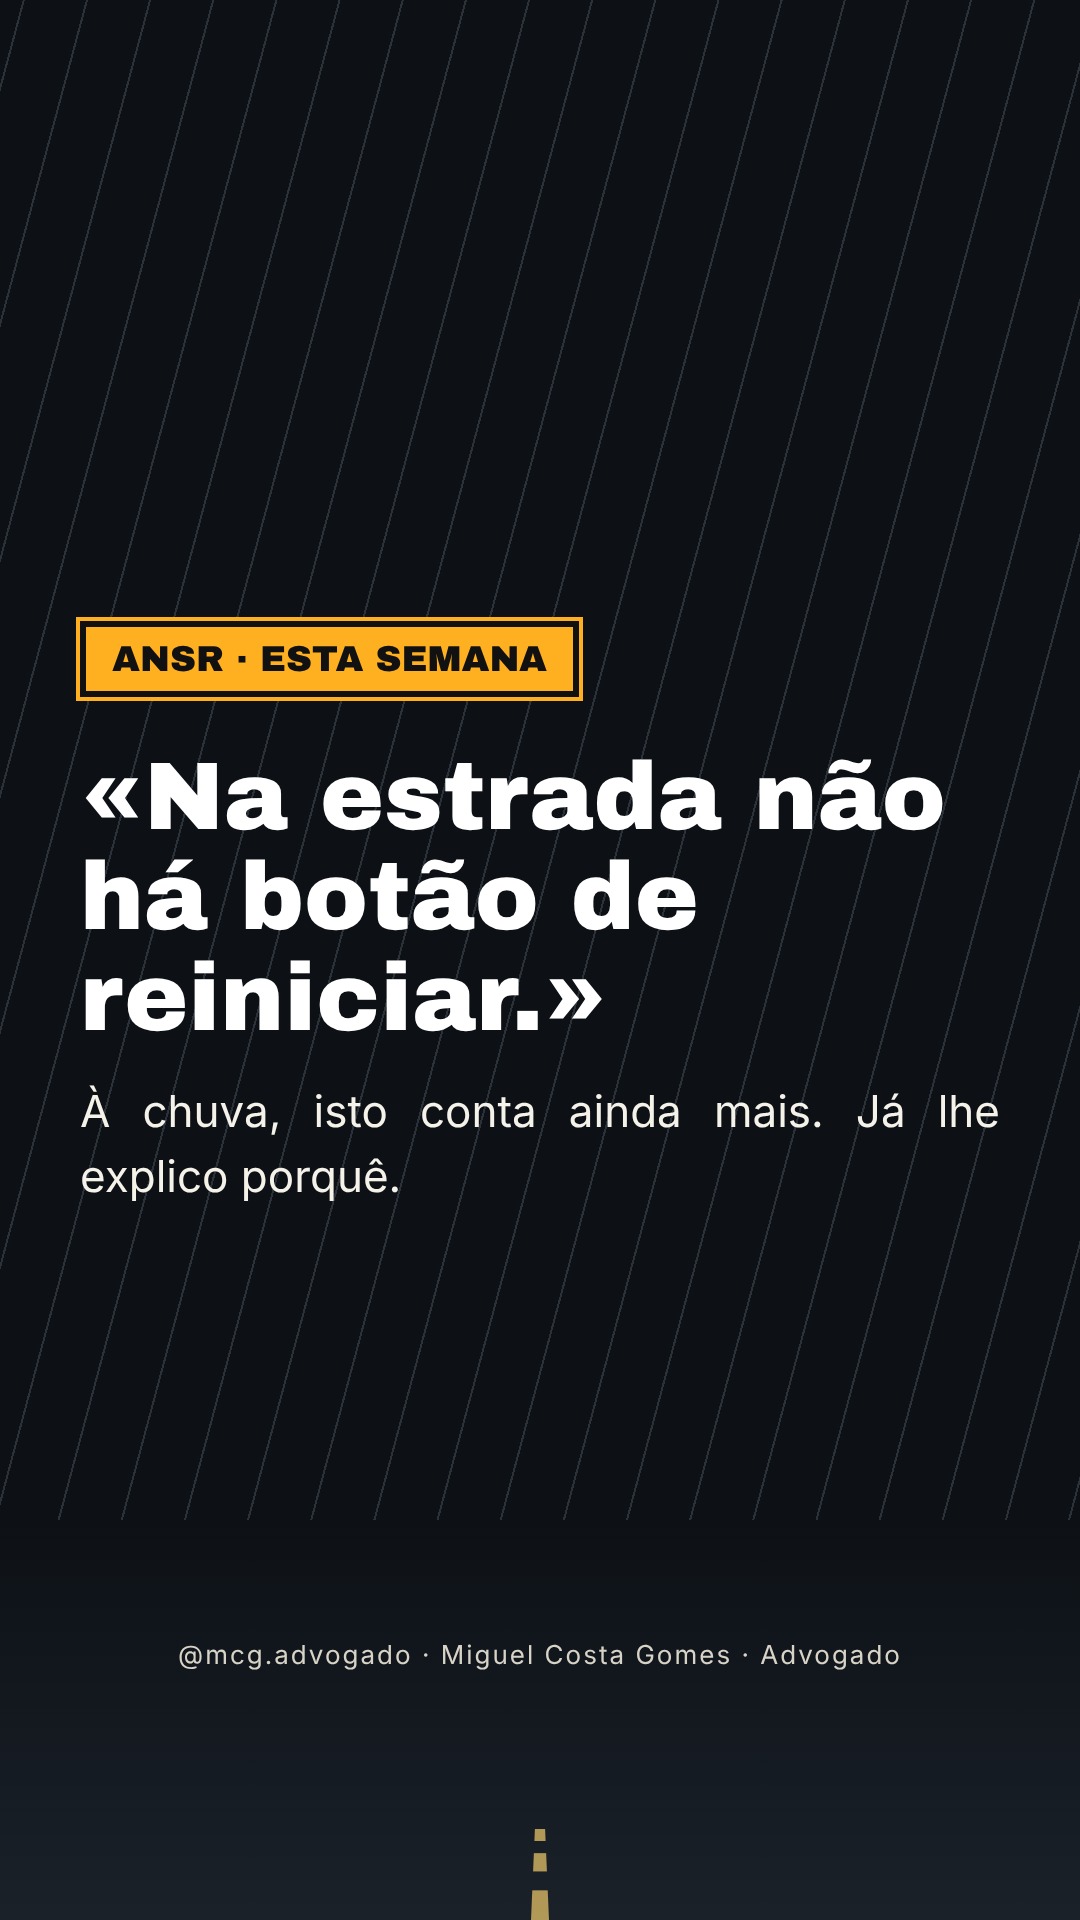 ANSR · ESTA SEMANA
«Na estrada não
há botão de
reiniciar.»
À chuva, isto conta ainda mais. Já lhe
explico porquê.
@mcg.advogado · Miguel Costa Gomes · Advogado